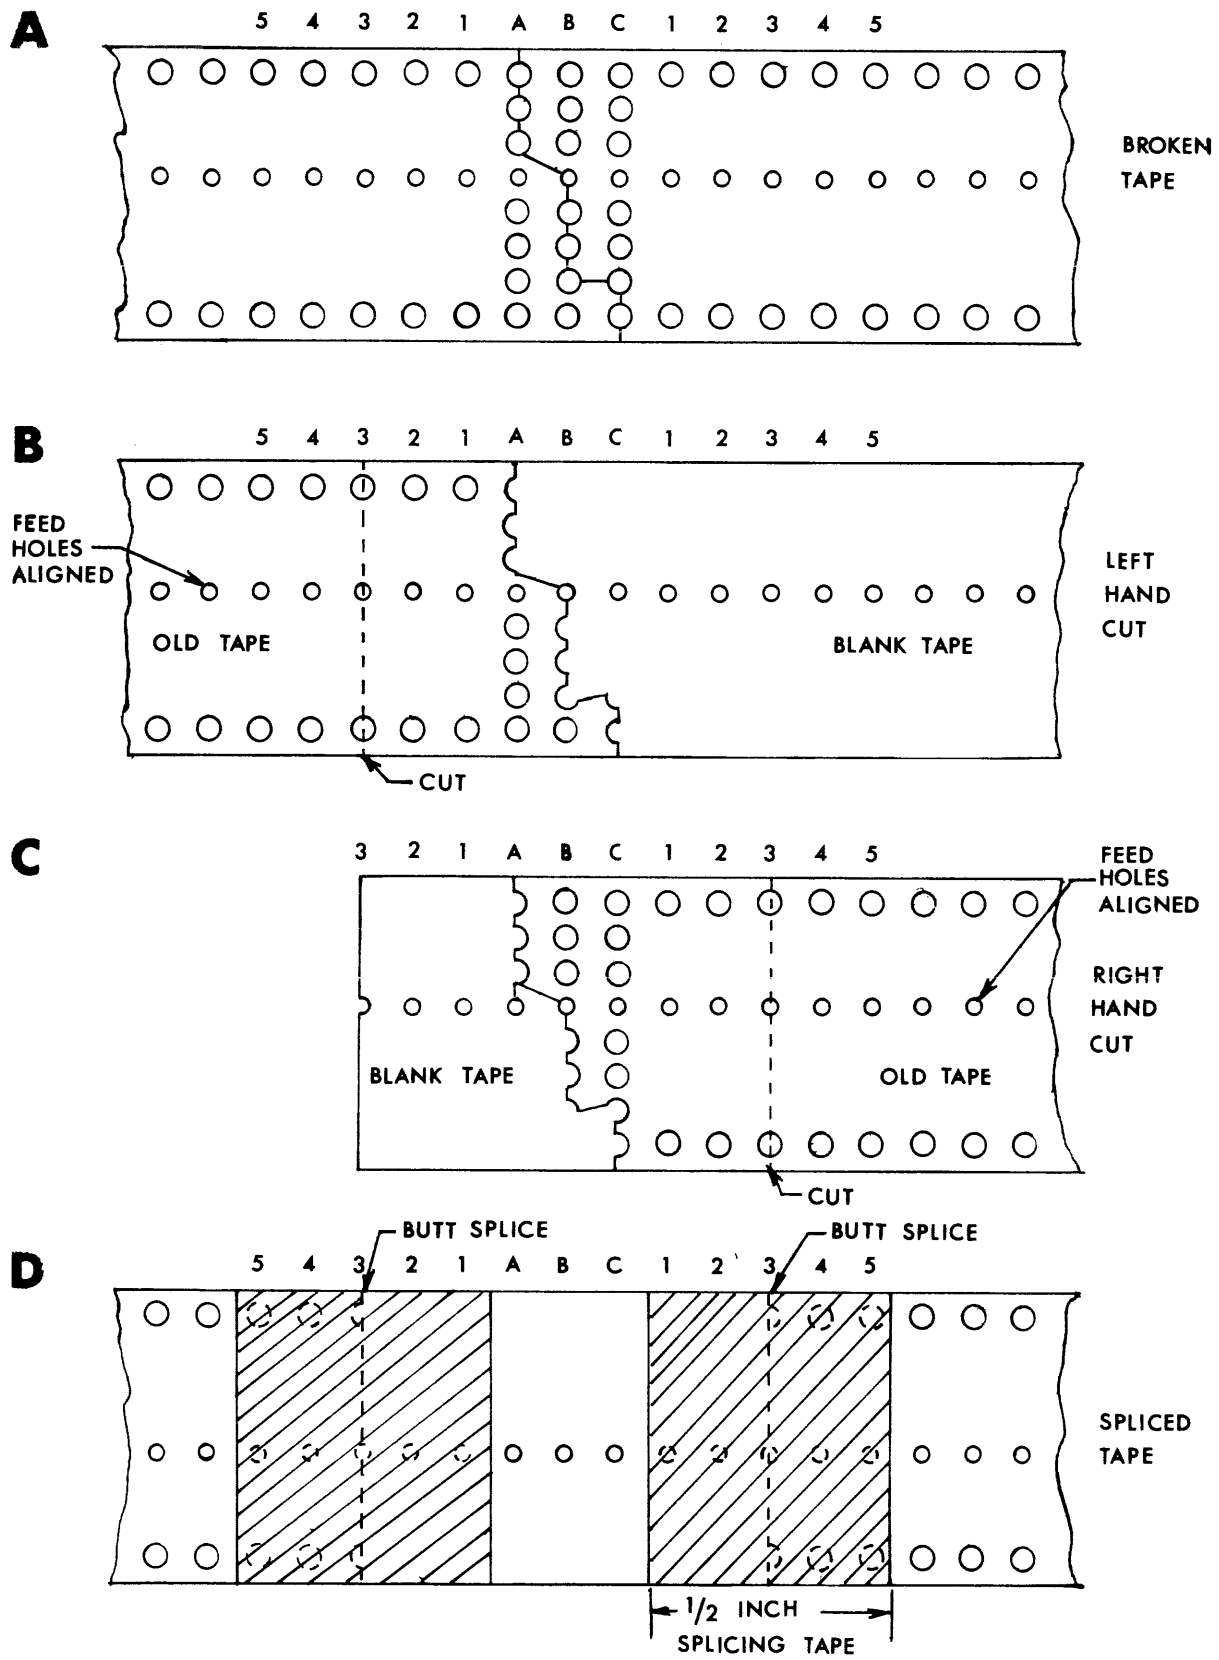 A
5 4 3 2 1 A B C 1 2 3 4 5
BROKEN
TAPE
B
5 4 3 2 1 A B C 1 2 3 4 5
FEED
HOLES
ALIGNED
OLD TAPE
BLANK TAPE
LEFT
HAND
CUT
CUT
C
3 2 1 A B C 1 2 3 4 5
FEED
HOLES
ALIGNED
RIGHT
HAND
CUT
BLANK TAPE
OLD TAPE
CUT
BUTT SPLICE
BUTT SPLICE
D
5 4 3 2 1 A B C 1 2 3 4 5
SPLICED
TAPE
1/2 INCH
SPLICING TAPE